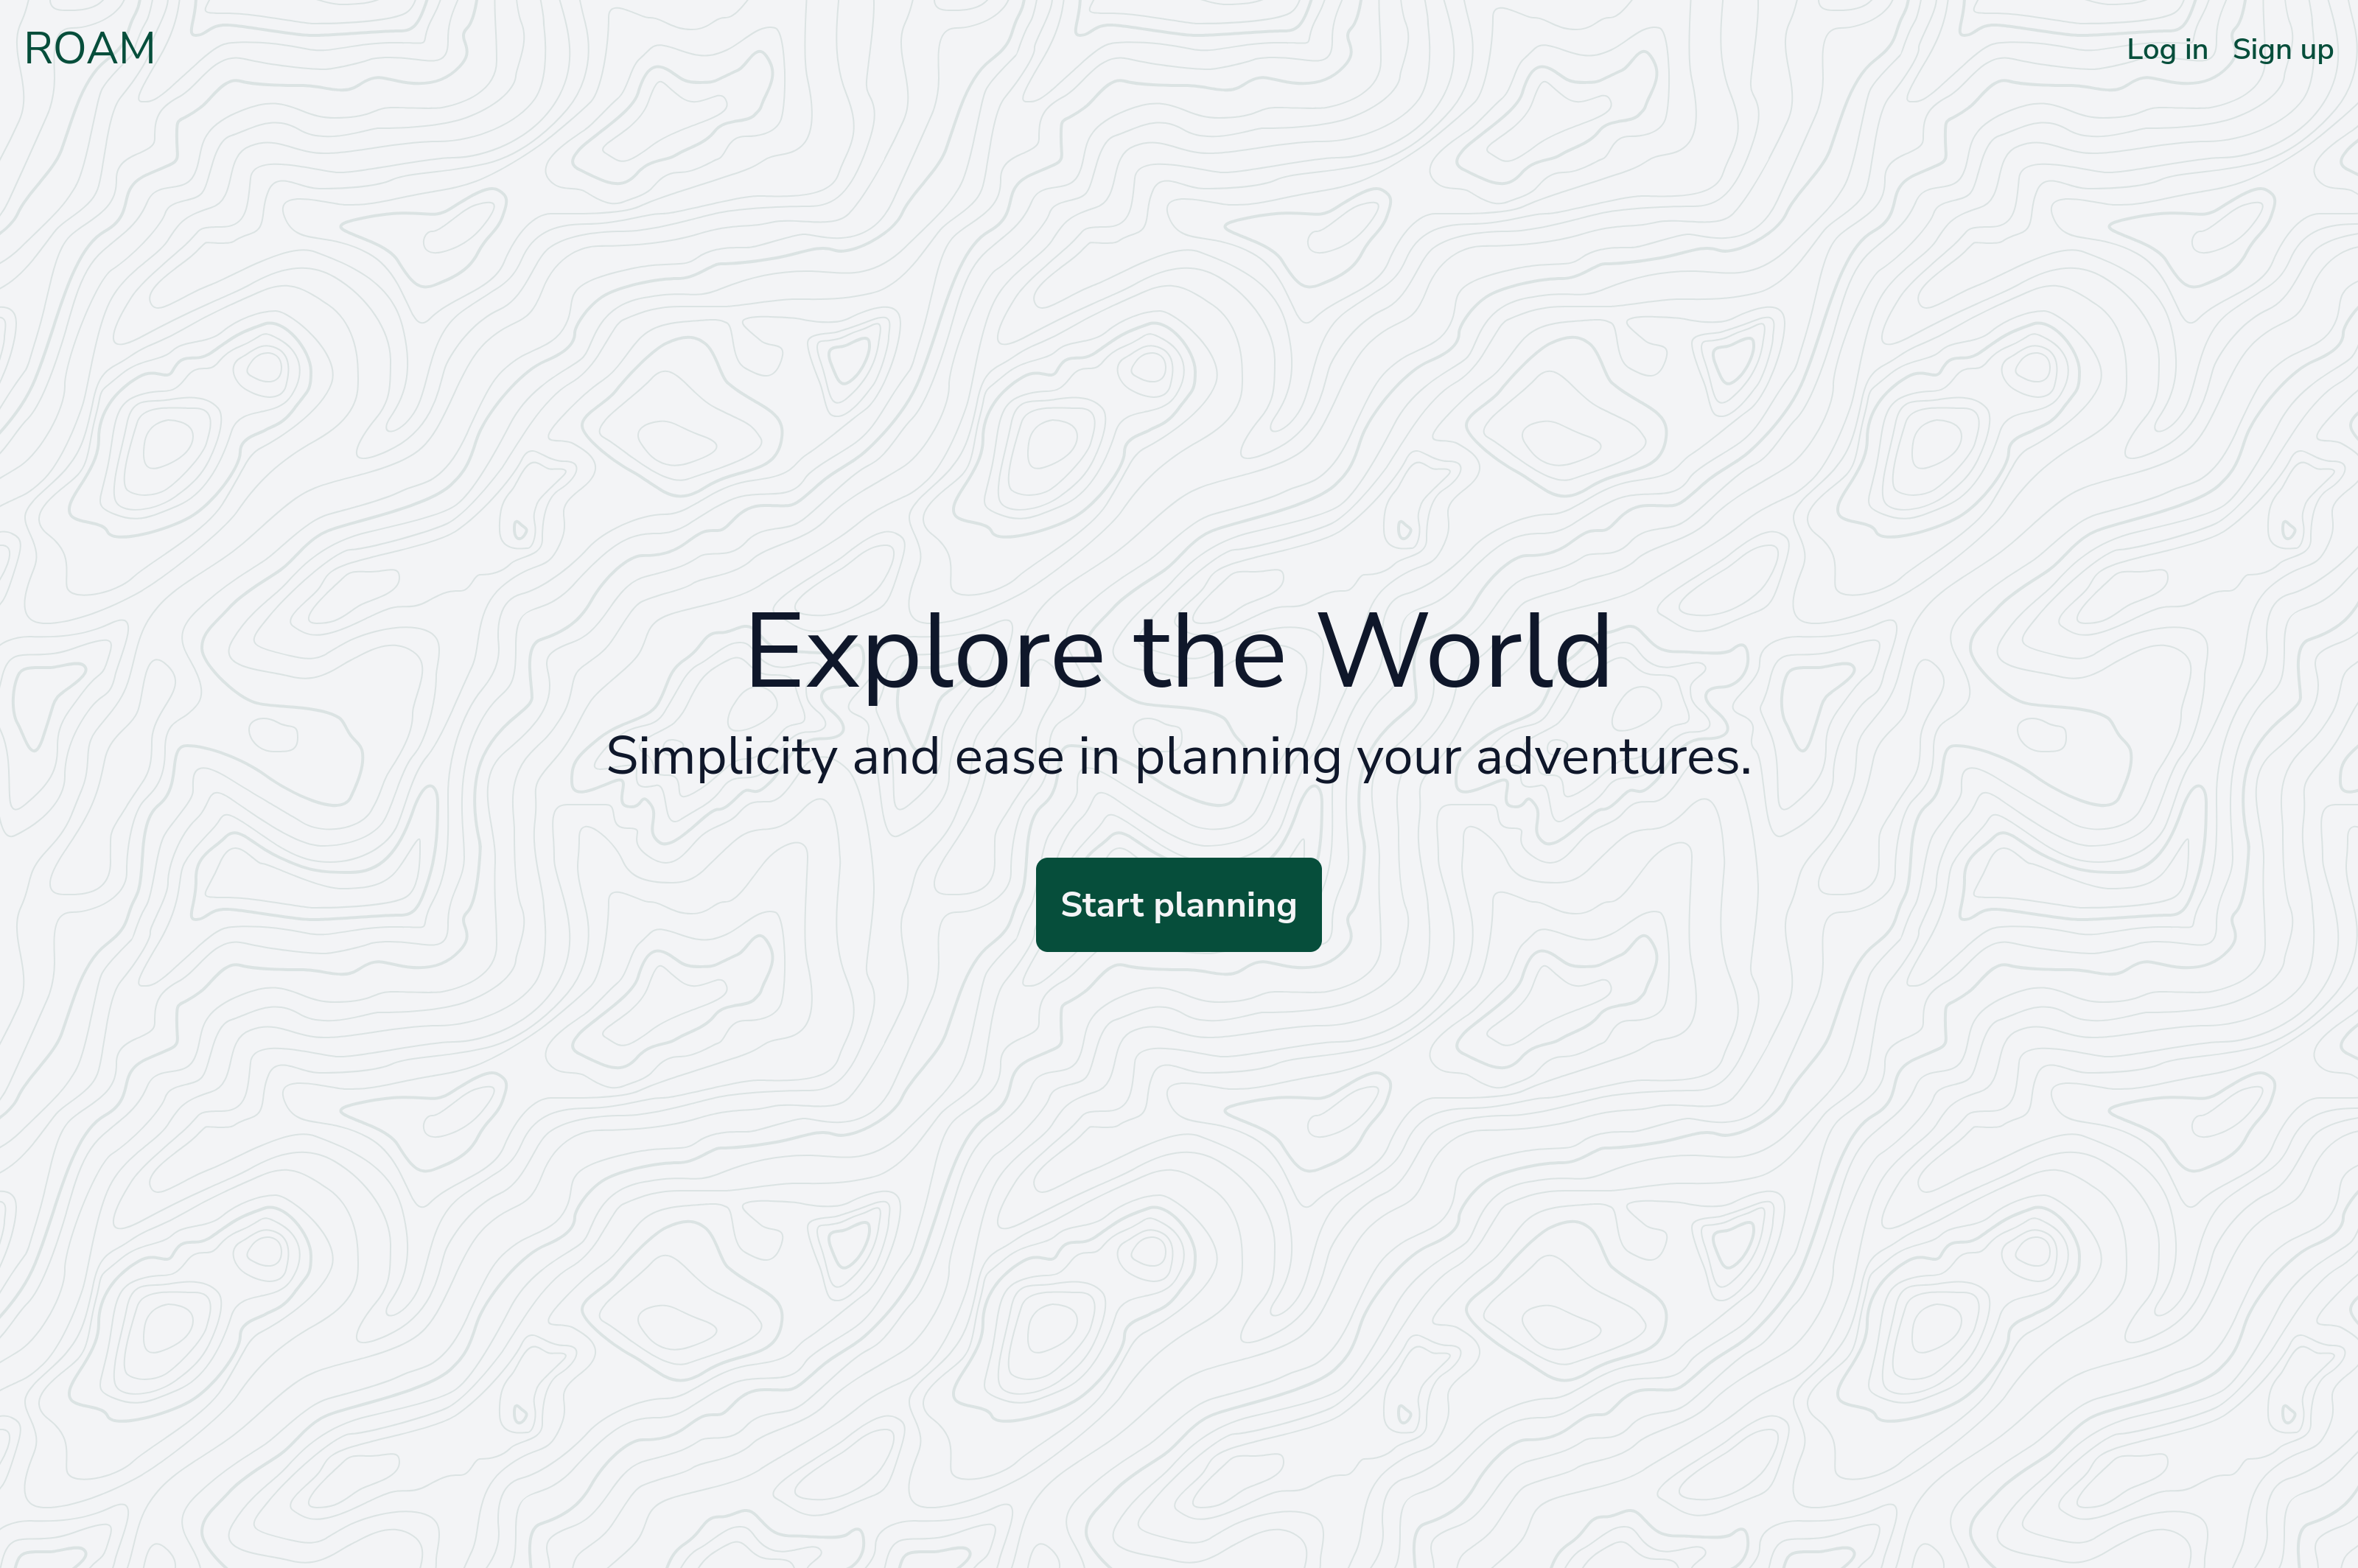 ROAM
Log in Sign up
Explore the World
Simplicity and ease in planning your adventures.
Start planning